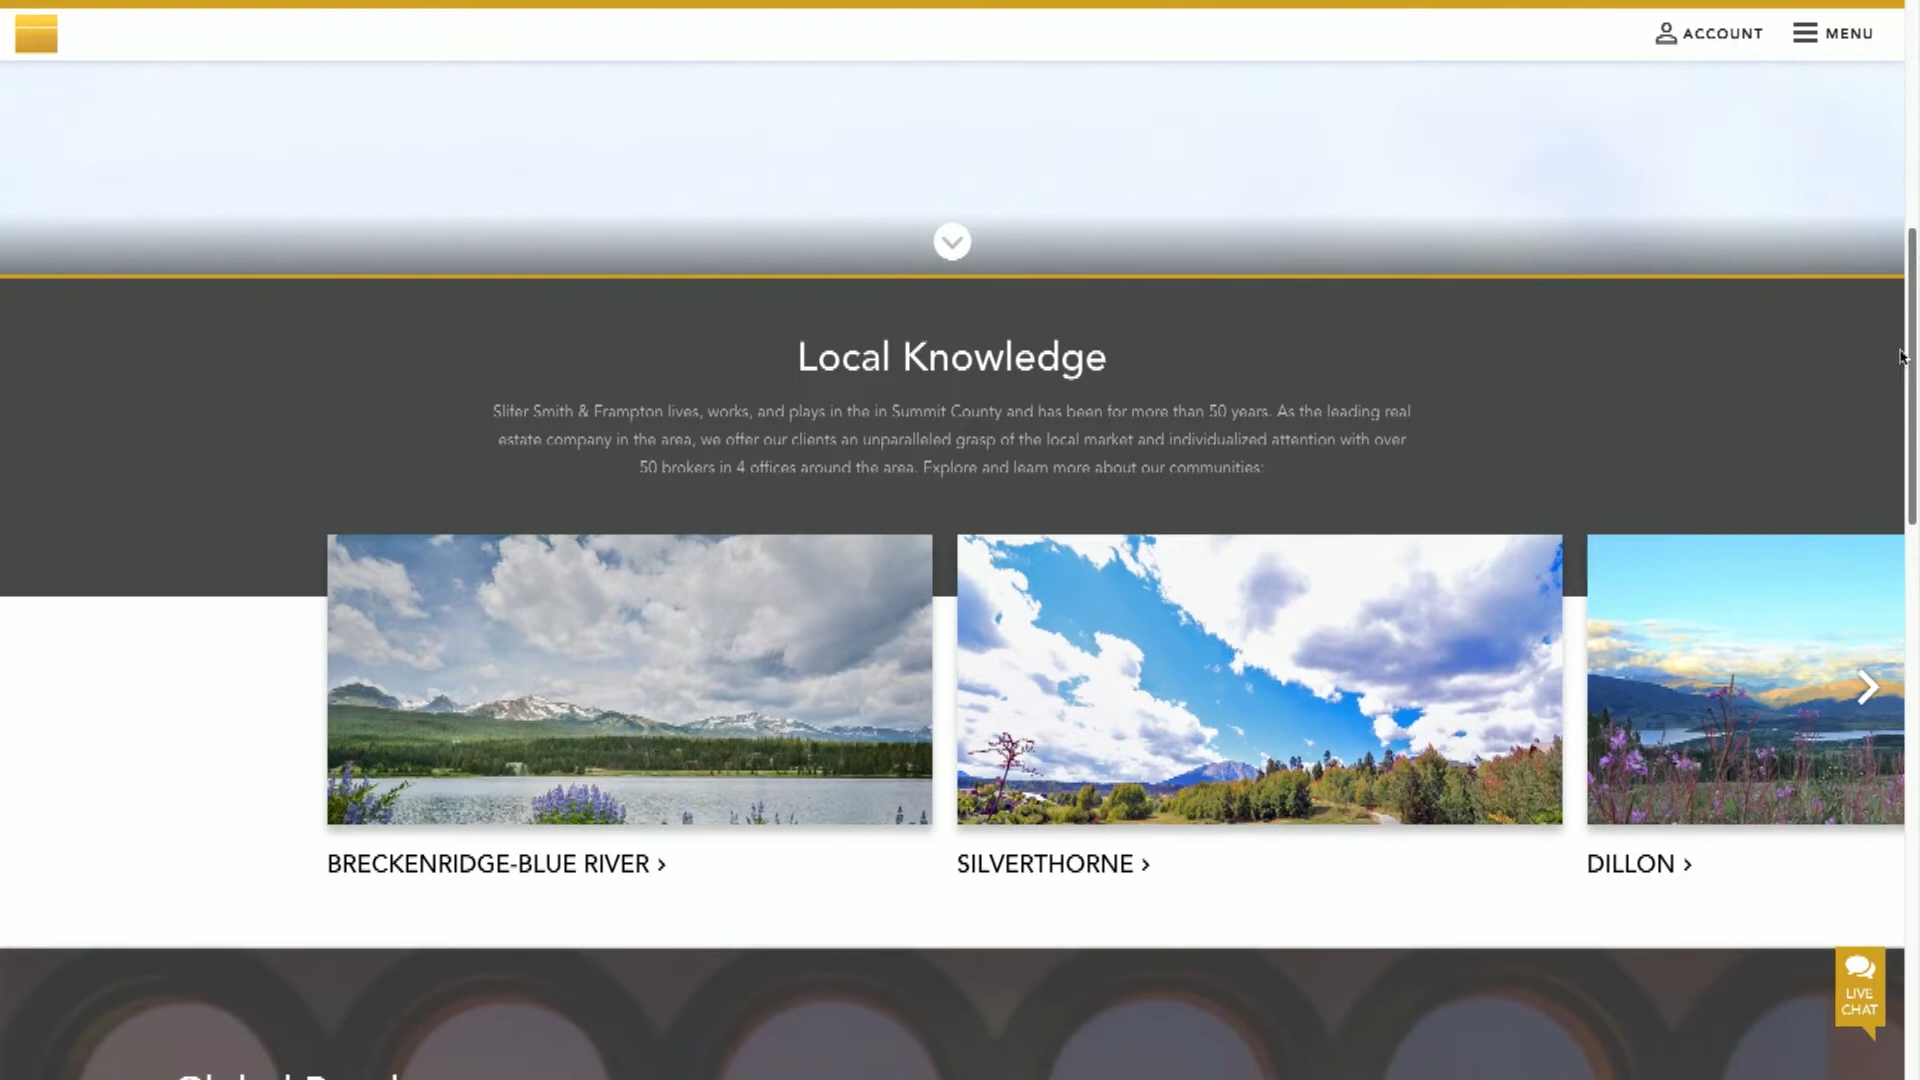 ACCOUNT
MENU
Local Knowledge
Slifer Smith & Frampton lives, works, and plays in the in Summit County and has been for more than 50 years. As the leading real
estate company in the area, we offer our clients an unparalleled grasp of the local market and individualized attention with over
50 brokers in 4 offices around the area. Explore and learn more about our communities:
BRECKENRIDGE-BLUE RIVER >
SILVERTHORNE >
DILLON >
LIVE
CHAT